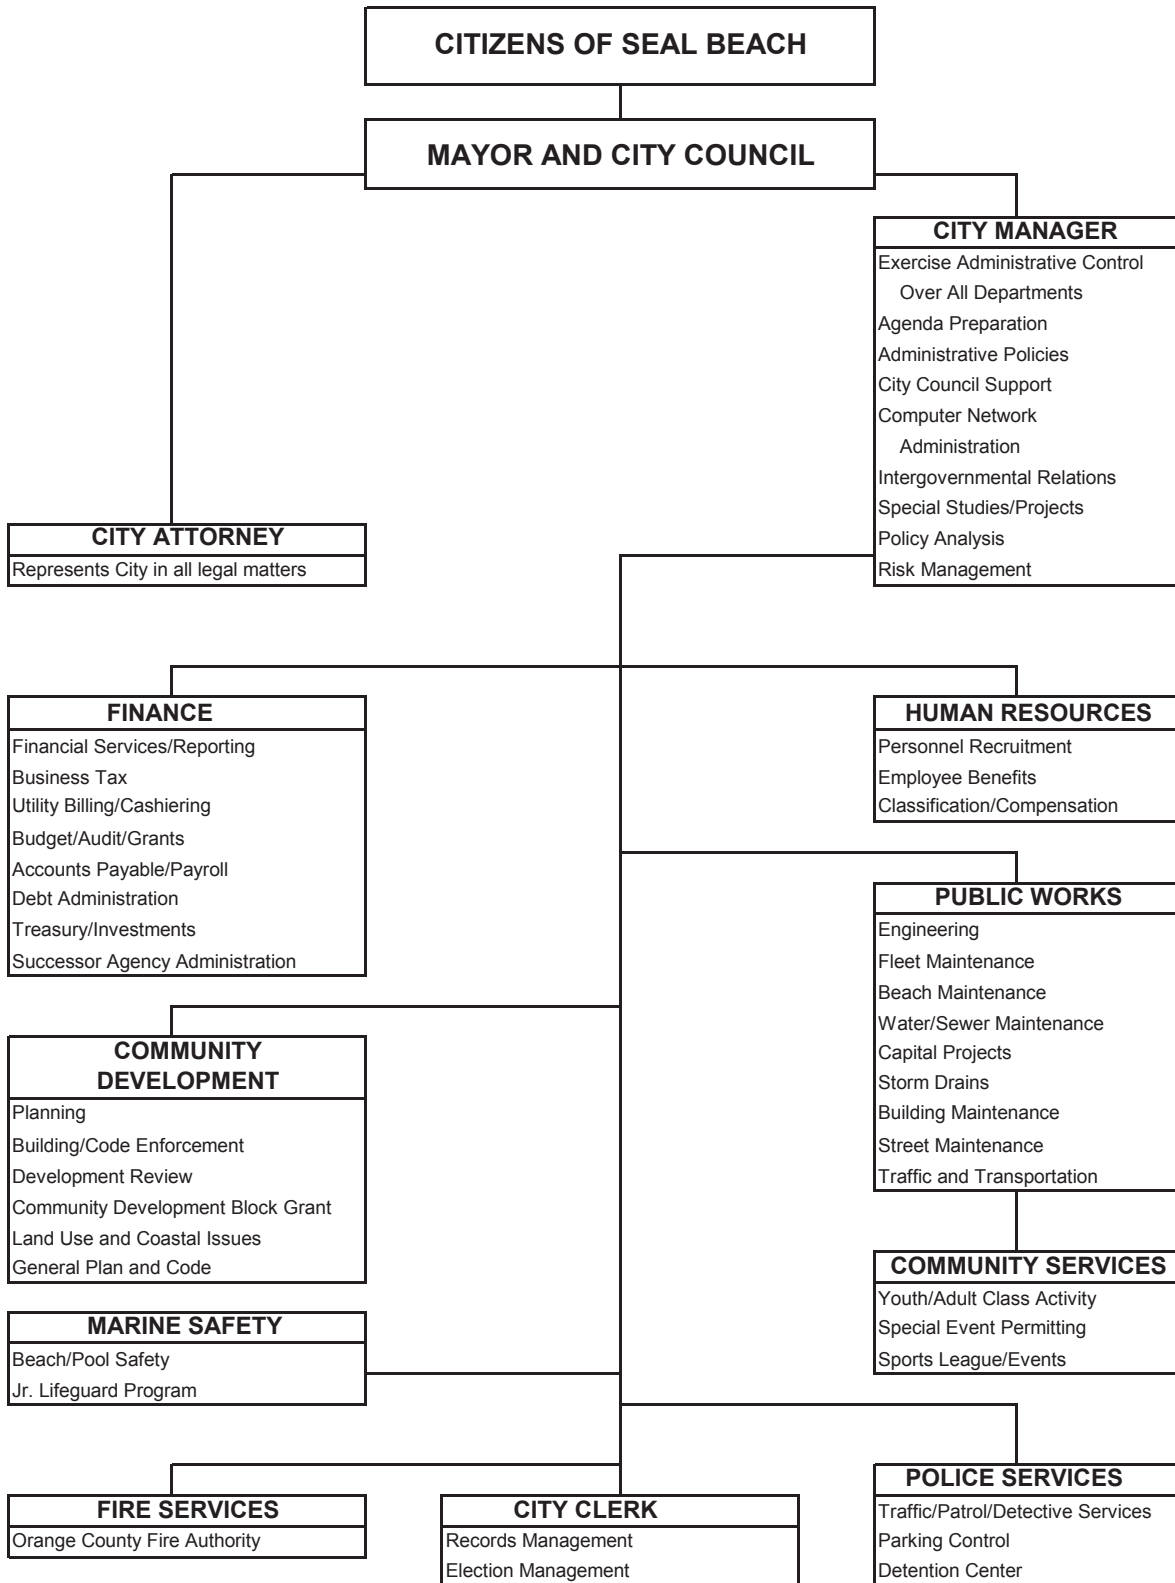 CITIZENS OF SEAL BEACH
MAYOR AND CITY COUNCIL
CITY MANAGER
Exercise Administrative Control
Over All Departments
Agenda Preparation
Administrative Policies
City Council Support
Computer Network
Administration
Intergovernmental Relations
Special Studies/Projects
Policy Analysis
Risk Management
CITY ATTORNEY
Represents City in all legal matters
FINANCE
Financial Services/Reporting
Business Tax
Utility Billing/Cashiering
Budget/Audit/Grants
Accounts Payable/Payroll
Debt Administration
Treasury/Investments
Successor Agency Administration
HUMAN RESOURCES
Personnel Recruitment
Employee Benefits
Classification/Compensation
PUBLIC WORKS
Engineering
Fleet Maintenance
Beach Maintenance
Water/Sewer Maintenance
Capital Projects
Storm Drains
Building Maintenance
Street Maintenance
Traffic and Transportation
COMMUNITY
DEVELOPMENT
Planning
Building/Code Enforcement
Development Review
Community Development Block Grant
Land Use and Coastal Issues
General Plan and Code
COMMUNITY SERVICES
Youth/Adult Class Activity
Special Event Permitting
Sports League/Events
MARINE SAFETY
Beach/Pool Safety
Jr. Lifeguard Program
FIRE SERVICES
Orange County Fire Authority
CITY CLERK
Records Management
Election Management
POLICE SERVICES
Traffic/Patrol/Detective Services
Parking Control
Detention Center